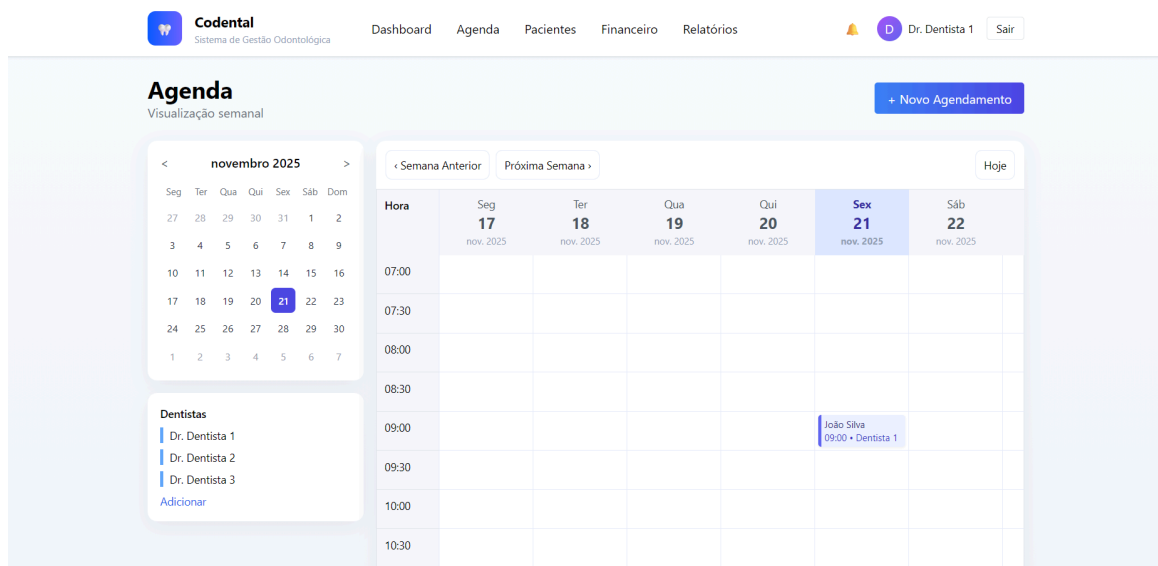 Codental
Sistema de Gestão Odontológica
Dashboard Agenda Pacientes Financeiro Relatórios
D Dr. Dentista 1 Sair
Agenda
Visualização semanal
+ Novo Agendamento
< novembro 2025 >
Seg Ter Qua Qui Sex Sáb Dom
27 28 29 30 31 1 2
3 4 5 6 7 8 9
10 11 12 13 14 15 16
17 18 19 20 21 22 23
24 25 26 27 28 29 30
1 2 3 4 5 6 7
Dentistas
Dr. Dentista 1
Dr. Dentista 2
Dr. Dentista 3
Adicionar
‹ Semana Anterior Próxima Semana › Hoje
Hora Seg Ter Qua Qui Sex Sáb
17 18 19 20 21 22
nov. 2025 nov. 2025 nov. 2025 nov. 2025 nov. 2025 nov. 2025
07:00
07:30
08:00
08:30
09:00
João Silva
09:00 • Dentista 1
09:30
10:00
10:30